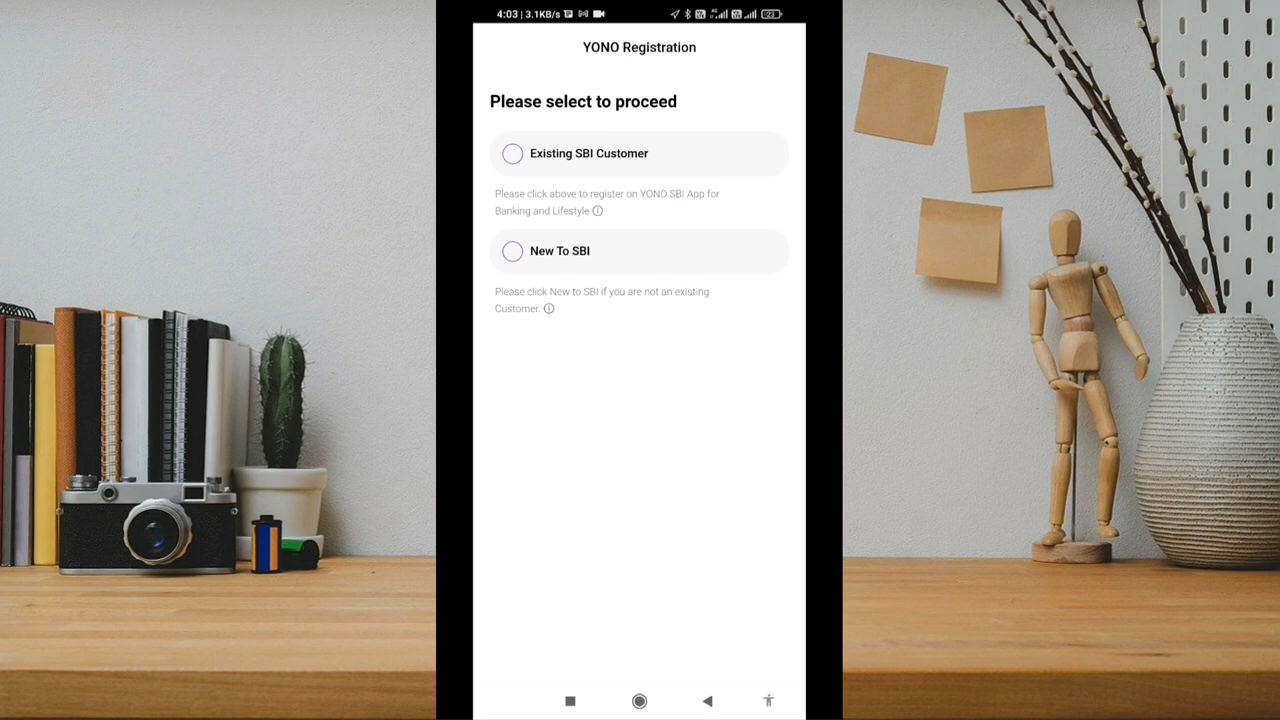 4:03 | 3.1KB/s
23
YONO Registration
Please select to proceed
Existing SBI Customer
Please click above to register on YONO SBI App for
Banking and Lifestyle
New To SBI
Please click New to SBI if you are not an existing
Customer.